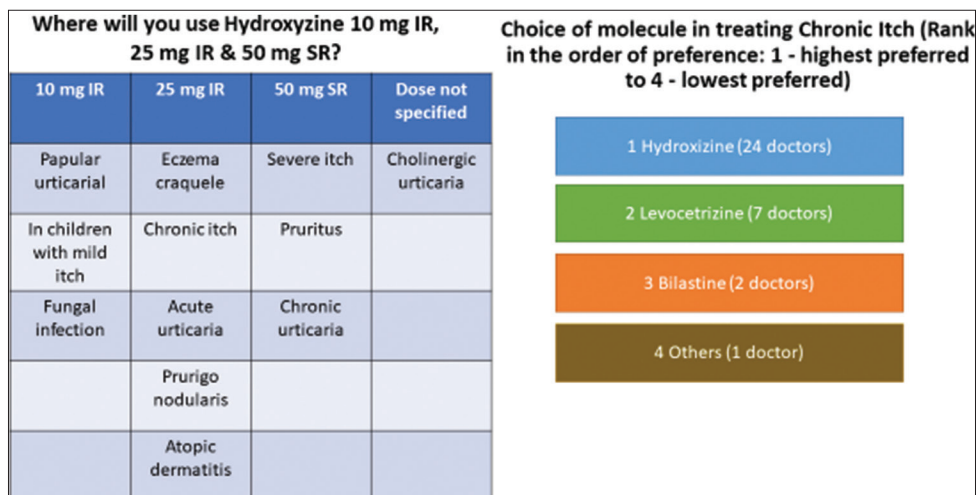 Where will you use Hydroxyzine 10 mg IR,
25 mg IR & 50 mg SR?
10 mg IR
25 mg IR
50 mg SR
Dose not
specified
Papular
urticarial
Eczema
craquele
Severe itch
Cholinergic
urticaria
In children
with mild
itch
Chronic itch
Pruritus
Fungal
infection
Acute
urticaria
Chronic
urticaria
Prurigo
nodularis
Atopic
dermatitis
Choice of molecule in treating Chronic Itch (Rank
in the order of preference: 1 - highest preferred
to 4 - lowest preferred)
1 Hydroxizine (24 doctors)
2 Levocetrizine (7 doctors)
3 Bilastine (2 doctors)
4 Others (1 doctor)